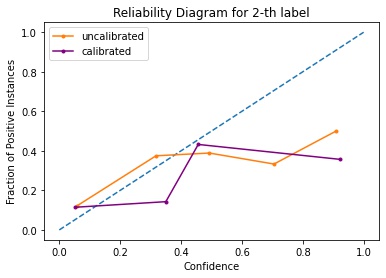 Reliability Diagram for 2-th label
uncalibrated
calibrated
Fraction of Positive Instances
1.0
0.8
0.6
0.4
0.2
0.0
0.0 0.2 0.4 0.6 0.8 1.0
Confidence